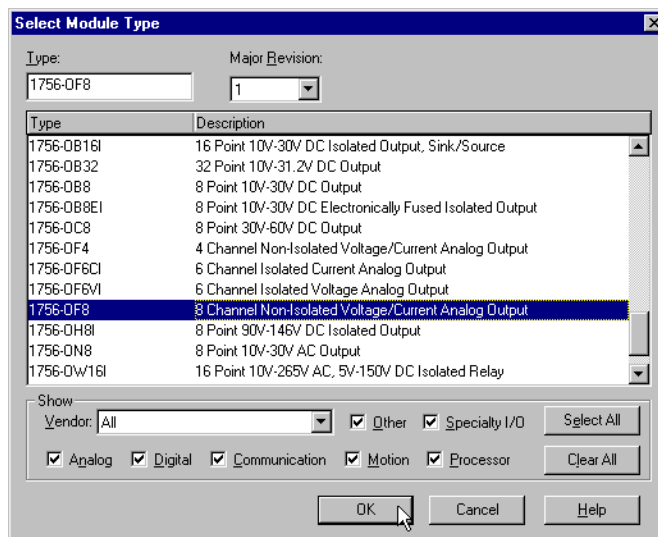 Select Module Type
Type: Major Revision:
1756-OF8 1
Type Description
1756-OB16I 16 Point 10V-30V DC Isolated Output, Sink/Source
1756-OB32 32 Point 10V-31.2V DC Output
1756-OB8 8 Point 10V-30V DC Output
1756-OB8EI 8 Point 10V-30V DC Electronically Fused Isolated Output
1756-OC8 8 Point 30V-60V DC Output
1756-OF4 4 Channel Non-Isolated Voltage/Current Analog Output
1756-OF6CI 6 Channel Isolated Current Analog Output
1756-OF6VI 6 Channel Isolated Voltage Analog Output
1756-OF8 8 Channel Non-Isolated Voltage/Current Analog Output
1756-OH8I 8 Point 90V-146V DC Isolated Output
1756-ON8 8 Point 10V-30V AC Output
1756-OW16I 16 Point 10V-265V AC, 5V-150V DC Isolated Relay
Show
Vendor: All Other Specialty I/O Select All
Analog Digital Communication Motion Processor Clear All
OK Cancel Help